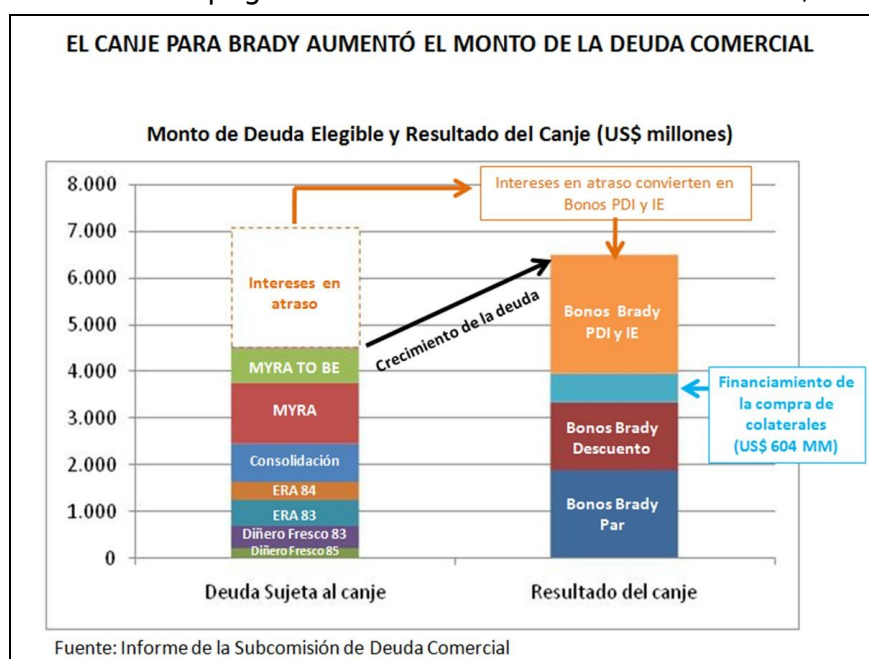 EL CANJE PARA BRADY AUMENTÓ EL MONTO DE LA DEUDA COMERCIAL
Monto de Deuda Elegible y Resultado del Canje (US$ millones)
8.000
7.000
6.000
5.000
4.000
3.000
2.000
1.000
0
Intereses en atraso convierten en
Bonos PDI y IE
Intereses en
atraso
MYRA TO BE
MYRA
Consolidación
ERA 84
ERA 83
Diñero Fresco 83
Diñero Fresco 85
Crecimiento de la deuda
Bonos Brady
PDI y IE
Bonos Brady
Descuento
Bonos Brady
Par
Financiamiento de
la compra de
colaterales
(US$ 604 MM)
Deuda Sujeta al canje
Resultado del canje
Fuente: Informe de la Subcomisión de Deuda Comercial